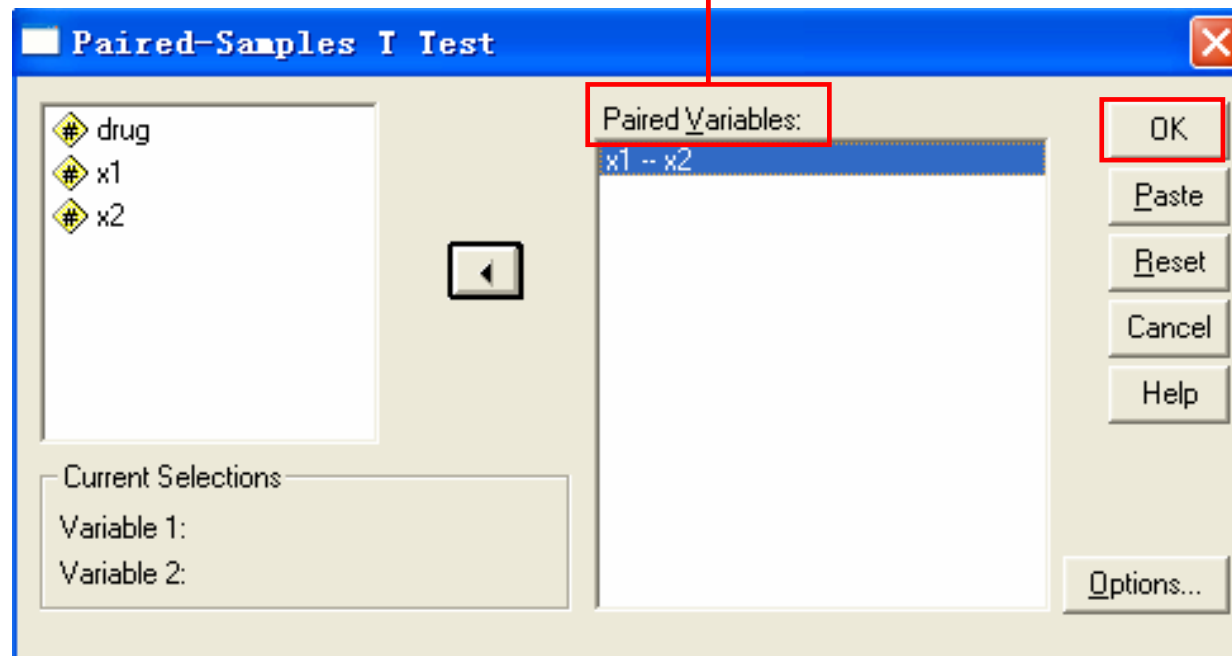 Paired-Samples T Test
drug
x1
x2
Paired Variables:
x1 -- x2
OK
Paste
Reset
Cancel
Help
Current Selections
Variable 1:
Variable 2:
Options...